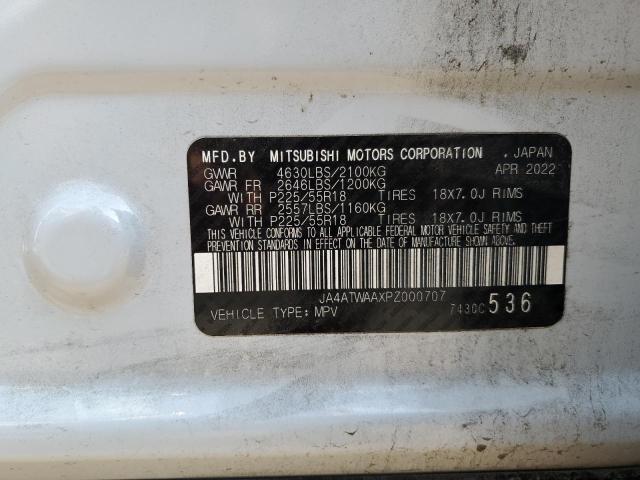 MFD.BY MITSUBISHI MOTORS CORPORATION . JAPAN
GWVR 4630LBS/2100KG APR 2022
GAWR FR 2646LBS/1200KG
WITH P225/55R18 TIRES 18X7.0J RIMS
GAWR RR 2557LBS/1160KG
WITH P225/55R18 TIRES 18X7.0J RIMS
THIS VEHICLE CONFORMS TO ALL APPLICABLE FEDERAL MOTOR VEHICLE SAFETY AND THEFT
PREVENTION STANDARDS IN EFFECT ON THE DATE OF MANUFACTURE SHOWN ABOVE.
JA4ATWAAXPZ000707
VEHICLE TYPE: MPV 7430C 536